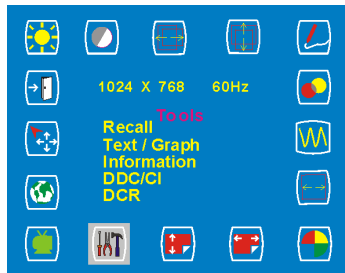 1024 X 768 60Hz
Tools
Recall
Text / Graph
Information
DDC/CI
DCR